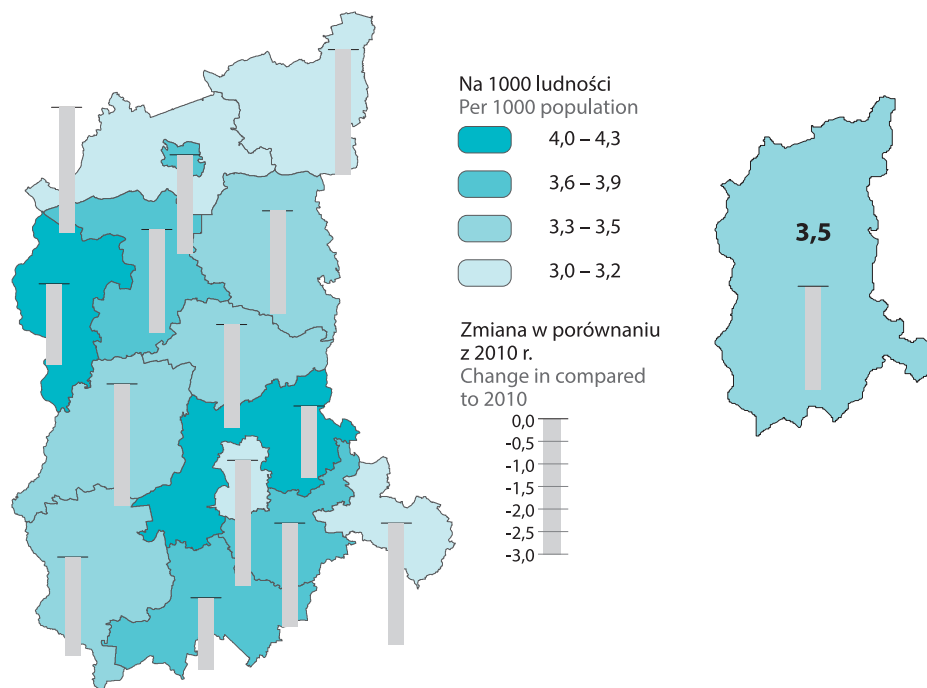 Na 1000 ludności
Per 1000 population
4,0 – 4,3
3,6 – 3,9
3,3 – 3,5
3,0 – 3,2
Zmiana w porównaniu
z 2010 r.
Change in compared
to 2010
0,0
-0,5
-1,0
-1,5
-2,0
-2,5
-3,0
3,5